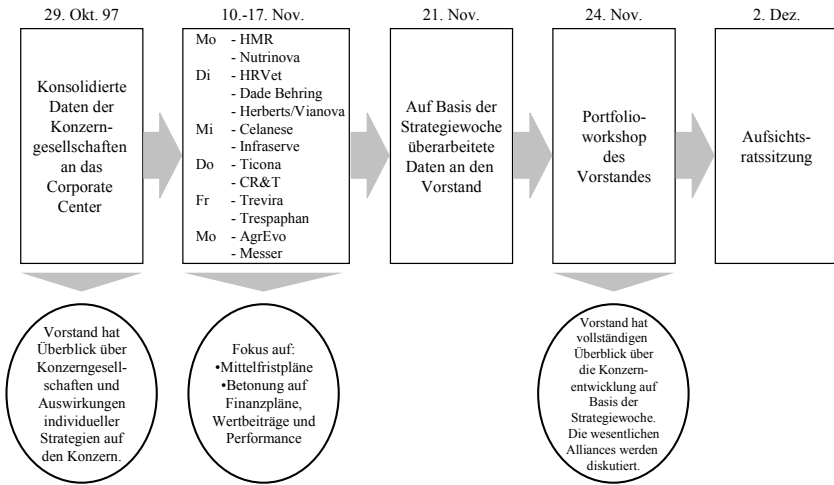 29. Okt. 97
10.-17. Nov.
21. Nov.
24. Nov.
2. Dez.
Konsolidierte
Daten der
Konzern-
gesellschaften
an das
Corporate
Center
Mo - HMR
- Nutrinova
Di - HRVet
- Dade Behring
- Herberts/Vianova
Mi - Celanese
- Infraserve
Do - Ticona
- CR&T
Fr - Trevira
- Trespaphan
Mo - AgrEvo
- Messer
Auf Basis der
Strategiewoche
überarbeitete
Daten an den
Vorstand
Portfolio-
workshop
des
Vorstandes
Aufsichts-
ratssitzung
Vorstand hat
Überblick über
Konzerngesell-
schaften und
Auswirkungen
individueller
Strategien auf
den Konzern.
Fokus auf:
•Mittelfristpläne
•Betonung auf
Finanzpläne,
Wertbeiträge und
Performance
Vorstand hat
vollständigen
Überblick über
die Konzern-
entwicklung auf
Basis der
Strategiewoche.
Die wesentlichen
Alliances werden
diskutiert.